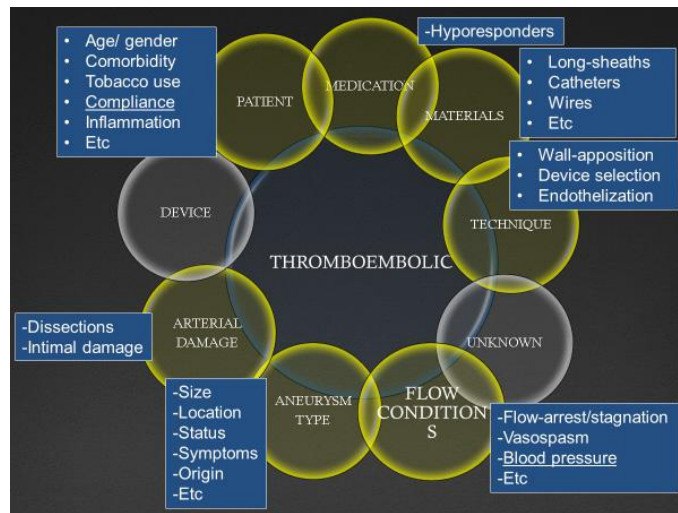 • Age/ gender
• Comorbidity
• Tobacco use
• Compliance
• Inflammation
• Etc
PATIENT
MEDICATION
-Hyporesponders
MATERIALS
• Long-sheaths
• Catheters
• Wires
• Etc
TECHNIQUE
• Wall-apposition
• Device selection
• Endothelization
DEVICE
THROMBOEMBOLIC
ARTERIAL
DAMAGE
-Dissections
-Intimal damage
UNKNOWN
ANEURYSM
TYPE
-Size
-Location
-Status
-Symptoms
-Origin
-Etc
FLOW
CONDITION
S
-Flow-arrest/stagnation
-Vasospasm
-Blood pressure
-Etc